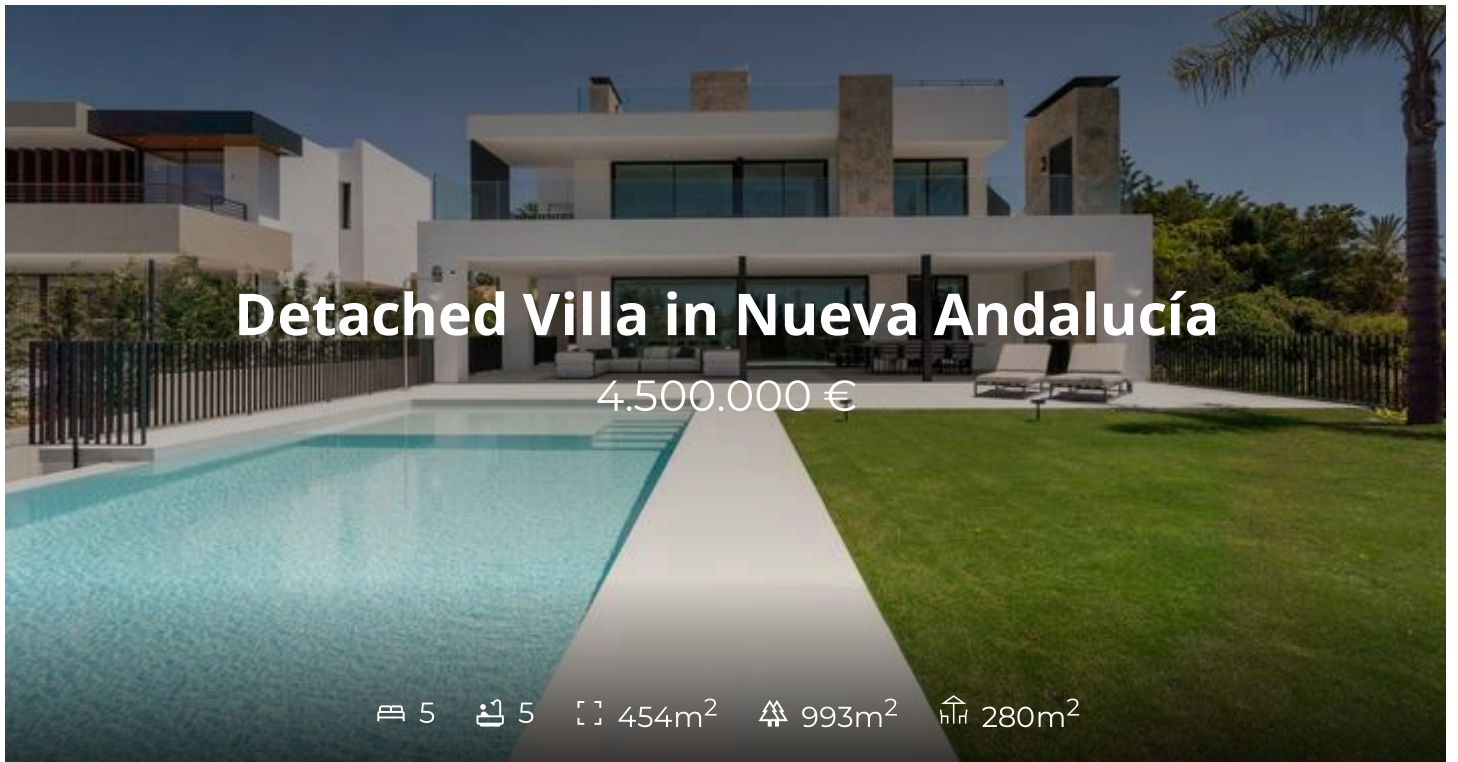 Detached Villa in Nueva Andalucía
4.500.000 €
5 5 454m² 993m² 280m²